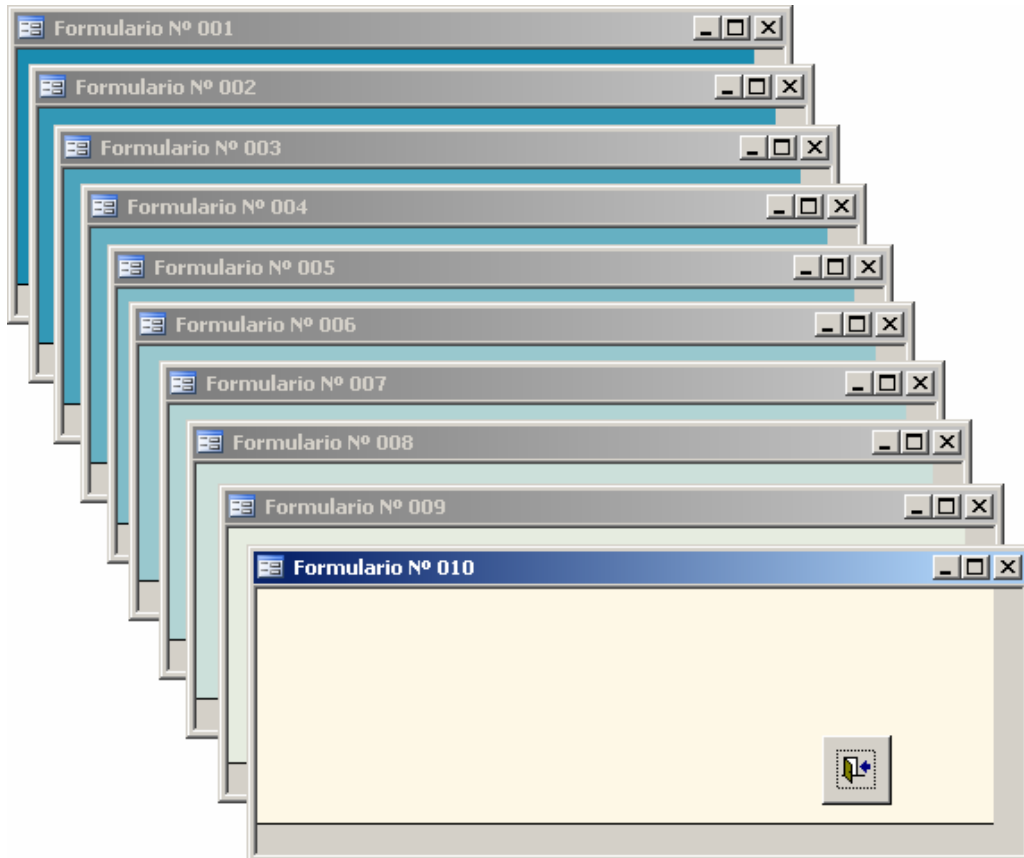 Formulario Nº 001
Formulario Nº 002
Formulario Nº 003
Formulario Nº 004
Formulario Nº 005
Formulario Nº 006
Formulario Nº 007
Formulario Nº 008
Formulario Nº 009
Formulario Nº 010